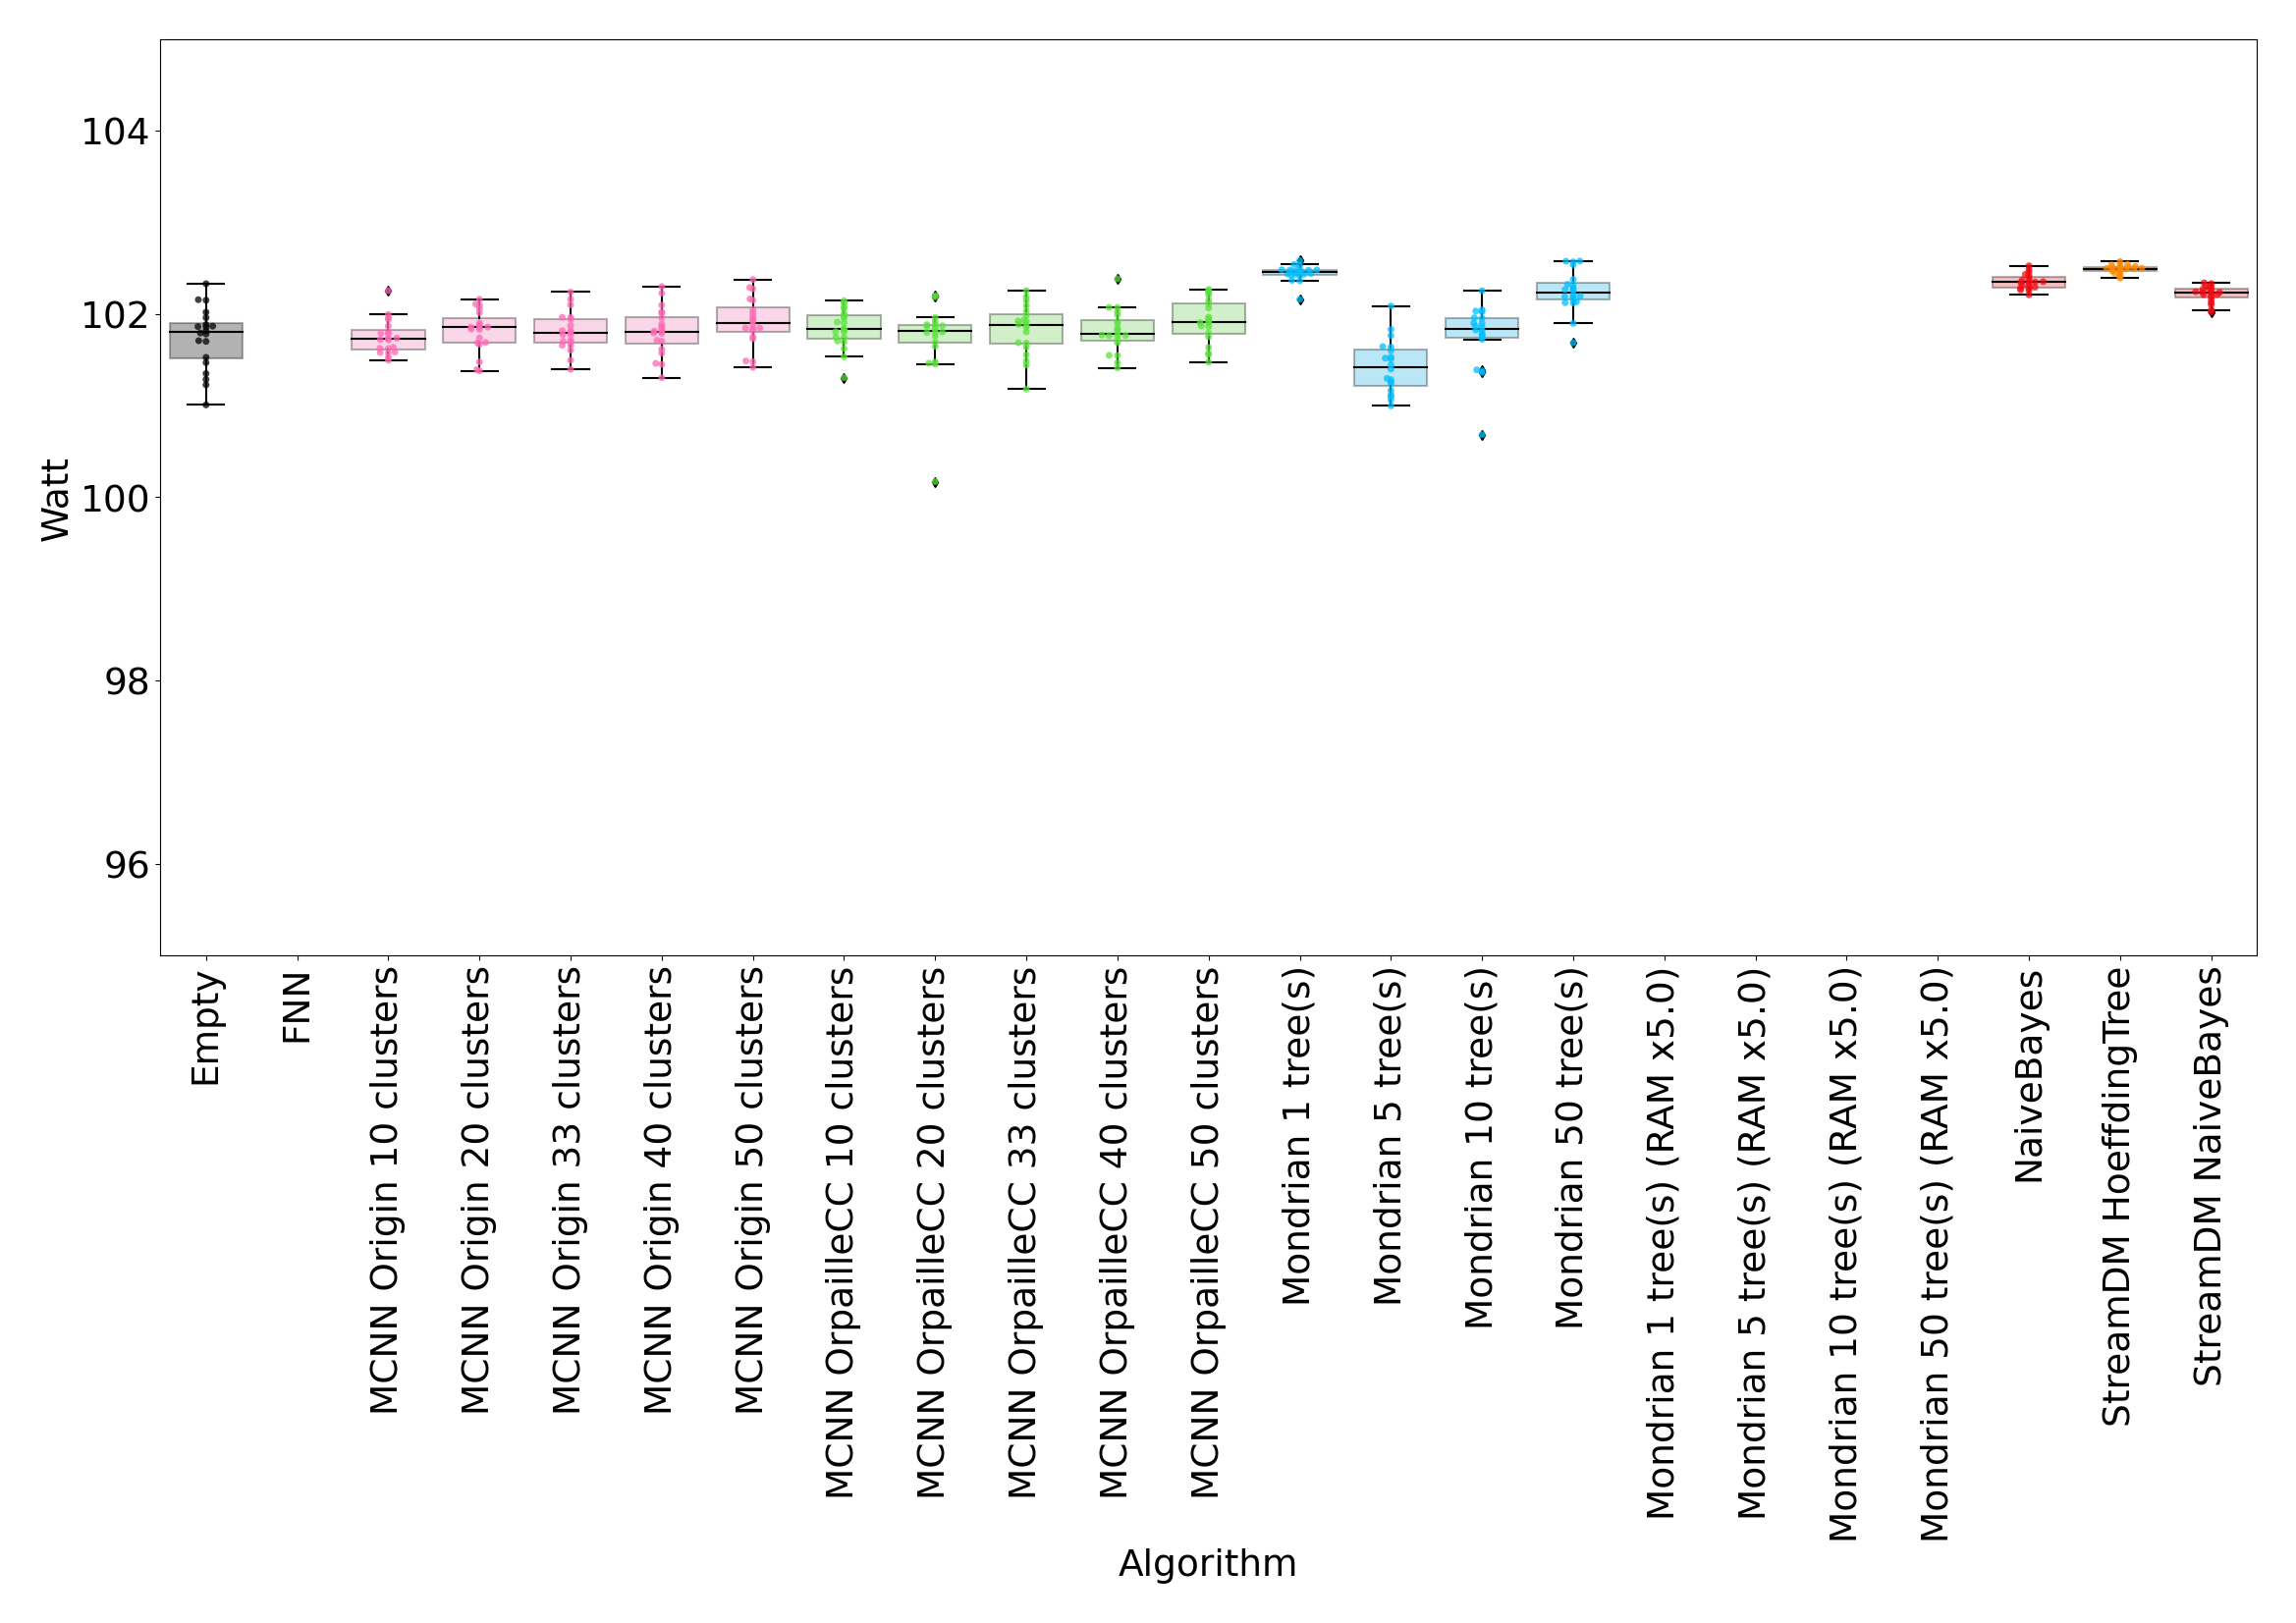 104
102
100
98
96
Watt
Empty
FNN
MCNN Origin 10 clusters
MCNN Origin 20 clusters
MCNN Origin 33 clusters
MCNN Origin 40 clusters
MCNN Origin 50 clusters
MCNN OrpailleCC 10 clusters
MCNN OrpailleCC 20 clusters
MCNN OrpailleCC 33 clusters
MCNN OrpailleCC 40 clusters
MCNN OrpailleCC 50 clusters
Mondrian 1 tree(s)
Mondrian 5 tree(s)
Mondrian 10 tree(s)
Mondrian 50 tree(s)
Mondrian 1 tree(s) (RAM x5.0)
Mondrian 5 tree(s) (RAM x5.0)
Mondrian 10 tree(s) (RAM x5.0)
Mondrian 50 tree(s) (RAM x5.0)
NaiveBayes
StreamDM HoeffdingTree
StreamDM NaiveBayes
Algorithm